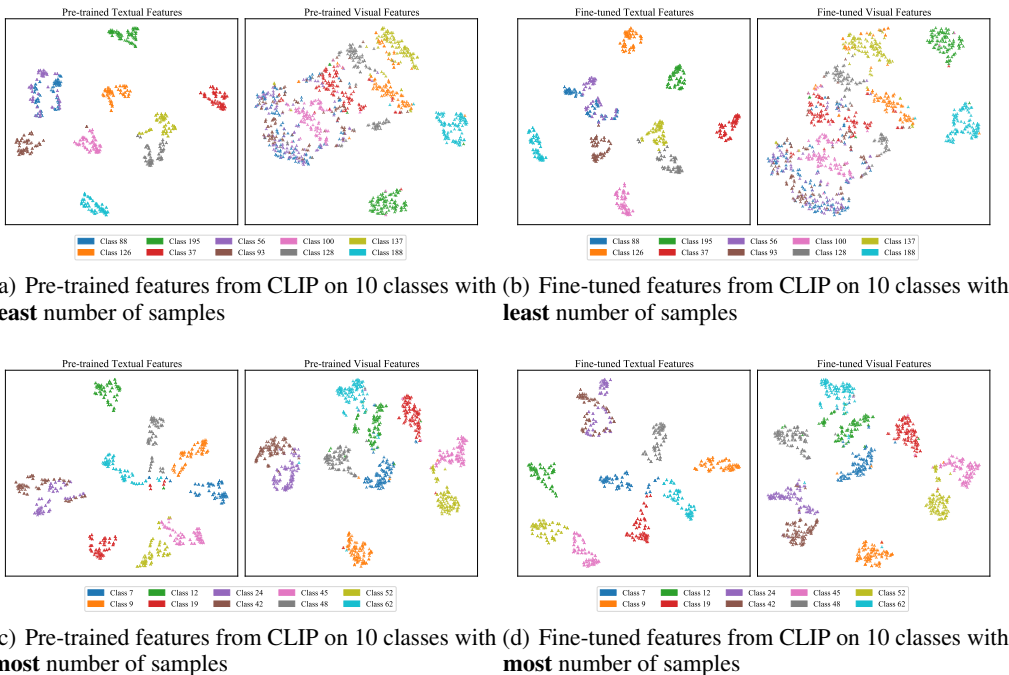 Pre-trained Textual Features
Pre-trained Visual Features
Class 88 Class 195 Class 56 Class 100 Class 137
Class 126 Class 37 Class 93 Class 128 Class 188
a) Pre-trained features from CLIP on 10 classes with
east number of samples
Fine-tuned Textual Features
Fine-tuned Visual Features
Class 88 Class 195 Class 56 Class 100 Class 137
Class 126 Class 37 Class 93 Class 128 Class 188
(b) Fine-tuned features from CLIP on 10 classes with
least number of samples
Pre-trained Textual Features
Pre-trained Visual Features
Class 7 Class 12 Class 24 Class 45 Class 52
Class 9 Class 19 Class 42 Class 48 Class 62
c) Pre-trained features from CLIP on 10 classes with
most number of samples
Fine-tuned Textual Features
Fine-tuned Visual Features
Class 7 Class 12 Class 24 Class 45 Class 52
Class 9 Class 19 Class 42 Class 48 Class 62
(d) Fine-tuned features from CLIP on 10 classes with
most number of samples